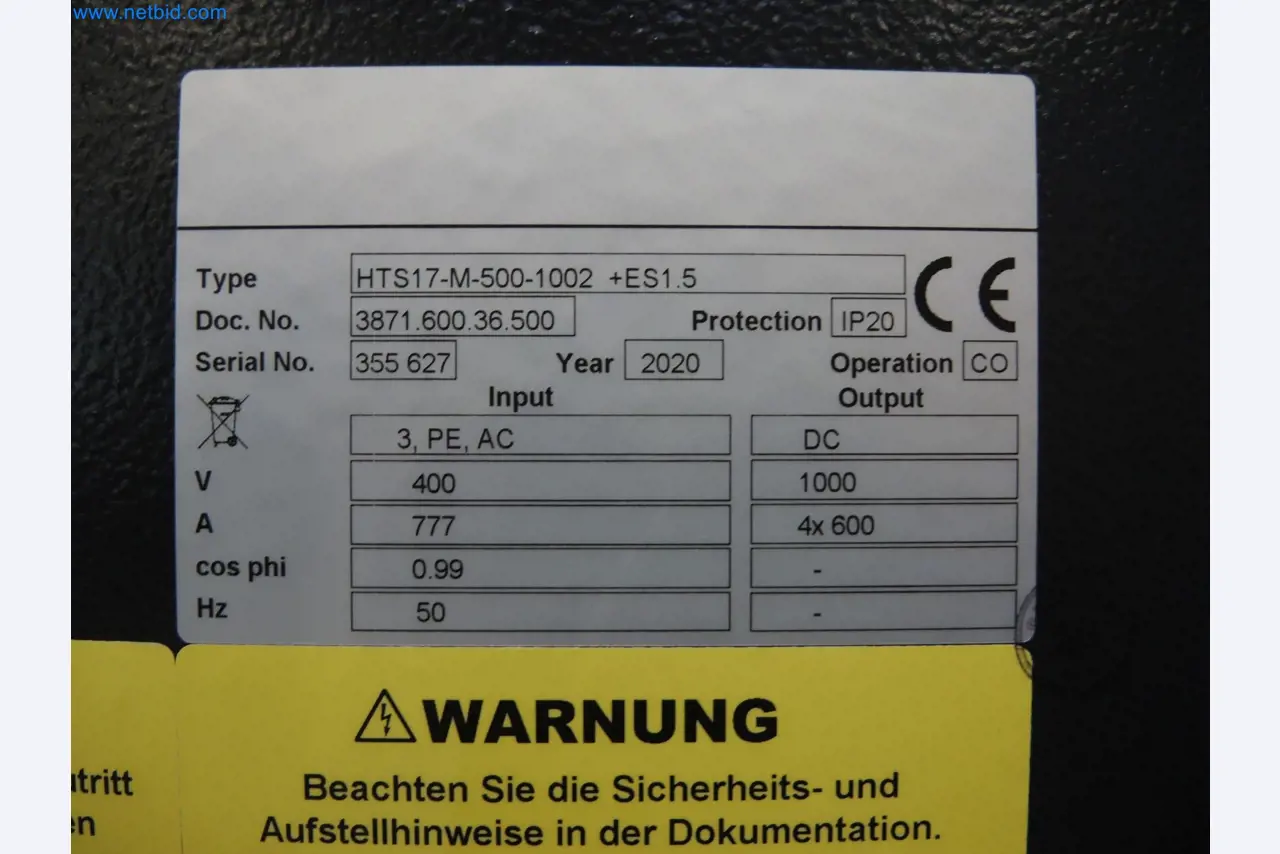 www.netbid.com
Type HTS17-M-500-1002 +ES1.5
CE
Doc. No. 3871.600.36.500 Protection IP20
Serial No. 355 627 Year 2020 Operation CO
Input Output
3, PE, AC DC
V 400 1000
A 777 4x 600
cos phi 0.99 -
Hz 50 -
WARNUNG
Beachten Sie die Sicherheits- und
Aufstellhinweise in der Dokumentation.